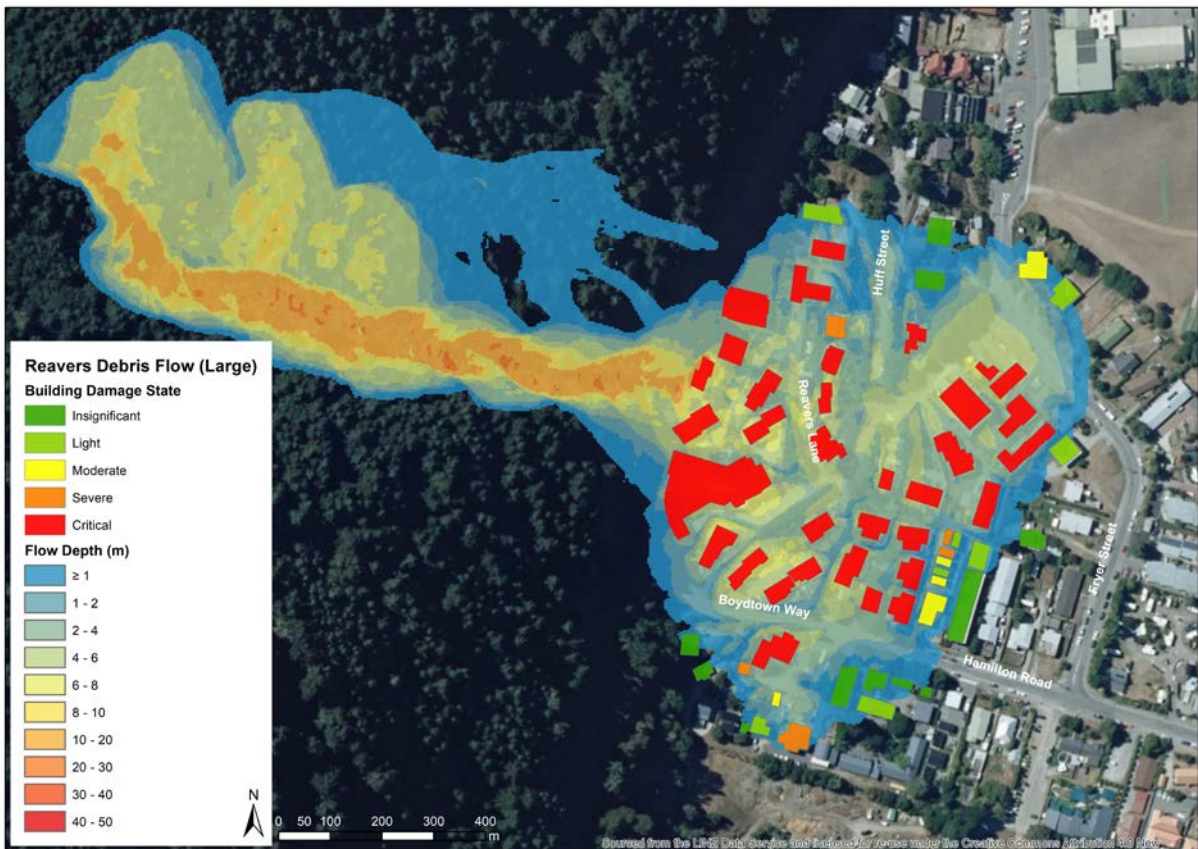 Huff Street
Reavers Lane
Fryer Street
Boydtown Way
Hamilton Road
Reavers Debris Flow (Large)
Building Damage State
Insignificant
Light
Moderate
Severe
Critical
Flow Depth (m)
≥ 1
1 - 2
2 - 4
4 - 6
6 - 8
8 - 10
10 - 20
20 - 30
30 - 40
40 - 50
N
0 50 100 200 300 400
m
Sourced from the LINZ Data Service and licensed for re-use under the Creative Commons Attribution 4.0 New